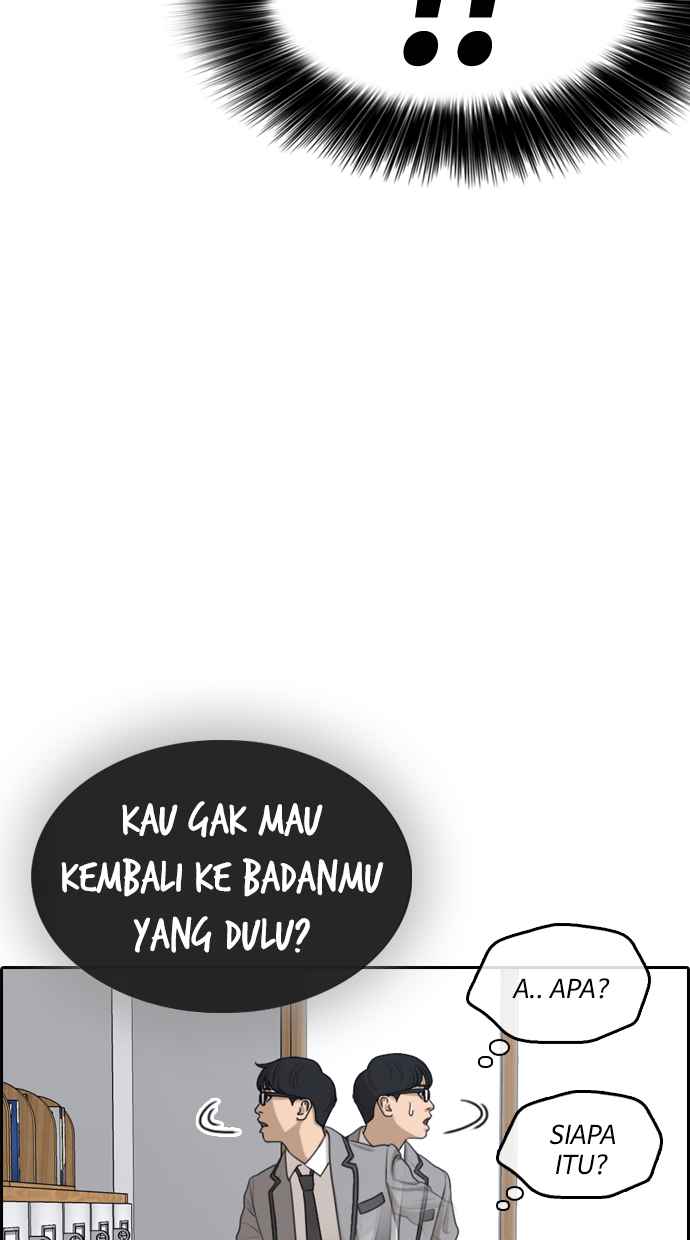 !!
KAU GAK MAU
KEMBALI KE BADANMU
YANG DULU?
A.. APA?
SIAPA
ITU?